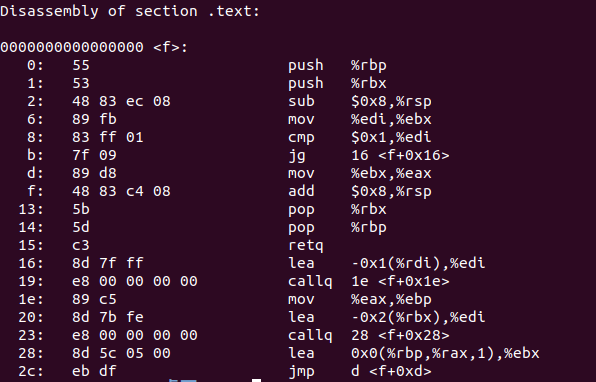 Disassembly of section .text:
0000000000000000 <f>:
0: 55 push %rbp
1: 53 push %rbx
2: 48 83 ec 08 sub $0x8,%rsp
6: 89 fb mov %edi,%ebx
8: 83 ff 01 cmp $0x1,%edi
b: 7f 09 jg 16 <f+0x16>
d: 89 d8 mov %ebx,%eax
f: 48 83 c4 08 add $0x8,%rsp
13: 5b pop %rbx
14: 5d pop %rbp
15: c3 retq
16: 8d 7f ff lea -0x1(%rdi),%edi
19: e8 00 00 00 00 callq 1e <f+0x1e>
1e: 89 c5 mov %eax,%ebp
20: 8d 7b fe lea -0x2(%rbx),%edi
23: e8 00 00 00 00 callq 28 <f+0x28>
28: 8d 5c 05 00 lea 0x0(%rbp,%rax,1),%ebx
2c: eb df jmp d <f+0xd>